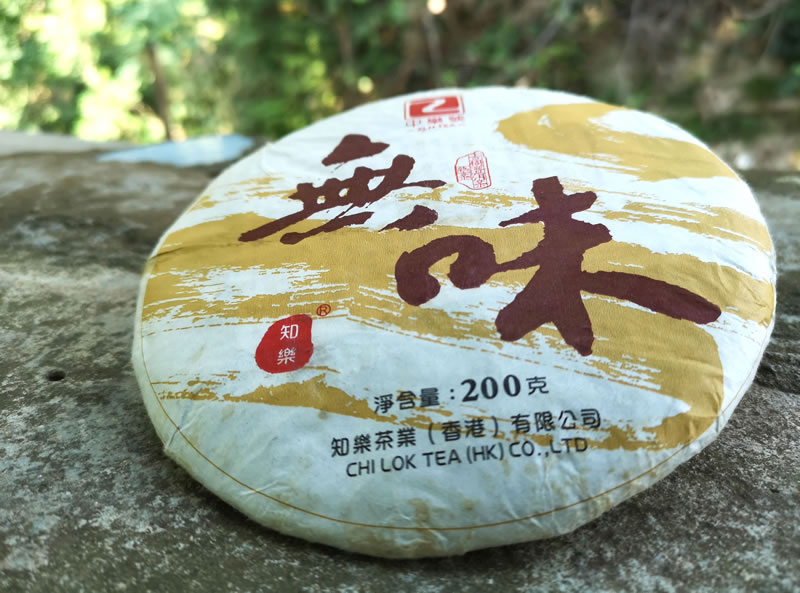 無味
知樂
®
淨含量：200克
知樂茶業（香港）有限公司
CHI LOK TEA (HK) CO.,LTD